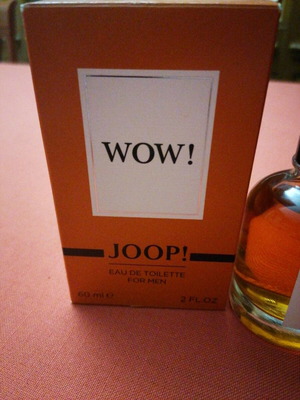 WOW!
JOOP!
EAU DE TOILETTE
FOR MEN
60 ml ℮ 2 FL.OZ